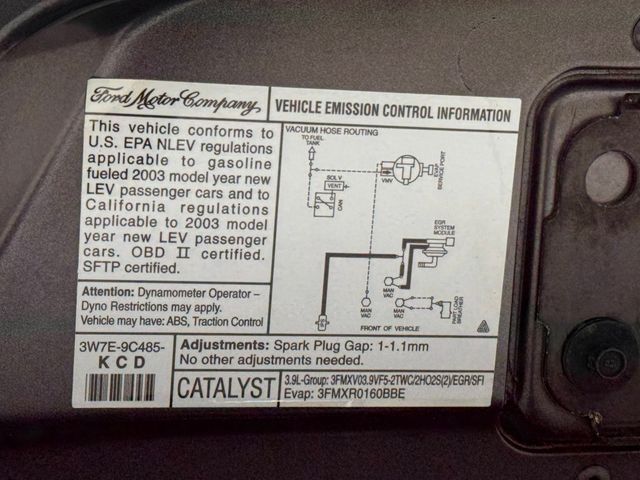 Ford Motor Company
VEHICLE EMISSION CONTROL INFORMATION
This vehicle conforms to
U.S. EPA NLEV regulations
applicable to gasoline
fueled 2003 model year new
LEV passenger cars and to
California regulations
applicable to 2003 model
year new LEV passenger
cars. OBD II certified.
SFTP certified.
VACUUM HOSE ROUTING
TO FUEL
TANK
SOL V
VENT
CAN
VMV
EVAP
SERVICE PORT
EGR
SYSTEM
MODULE
MAN
VAC
MAN
VAC
MAN
VAC
PART LOAD
BREATHER
FRONT OF VEHICLE
Attention: Dynamometer Operator –
Dyno Restrictions may apply.
Vehicle may have: ABS, Traction Control
3W7E-9C485-
K C D
Adjustments: Spark Plug Gap: 1-1.1mm
No other adjustments needed.
CATALYST
3.9L-Group: 3FMXV03.9VF5-2TWC/2HO2S(2)/EGR/SFI
Evap: 3FMXR0160BBE